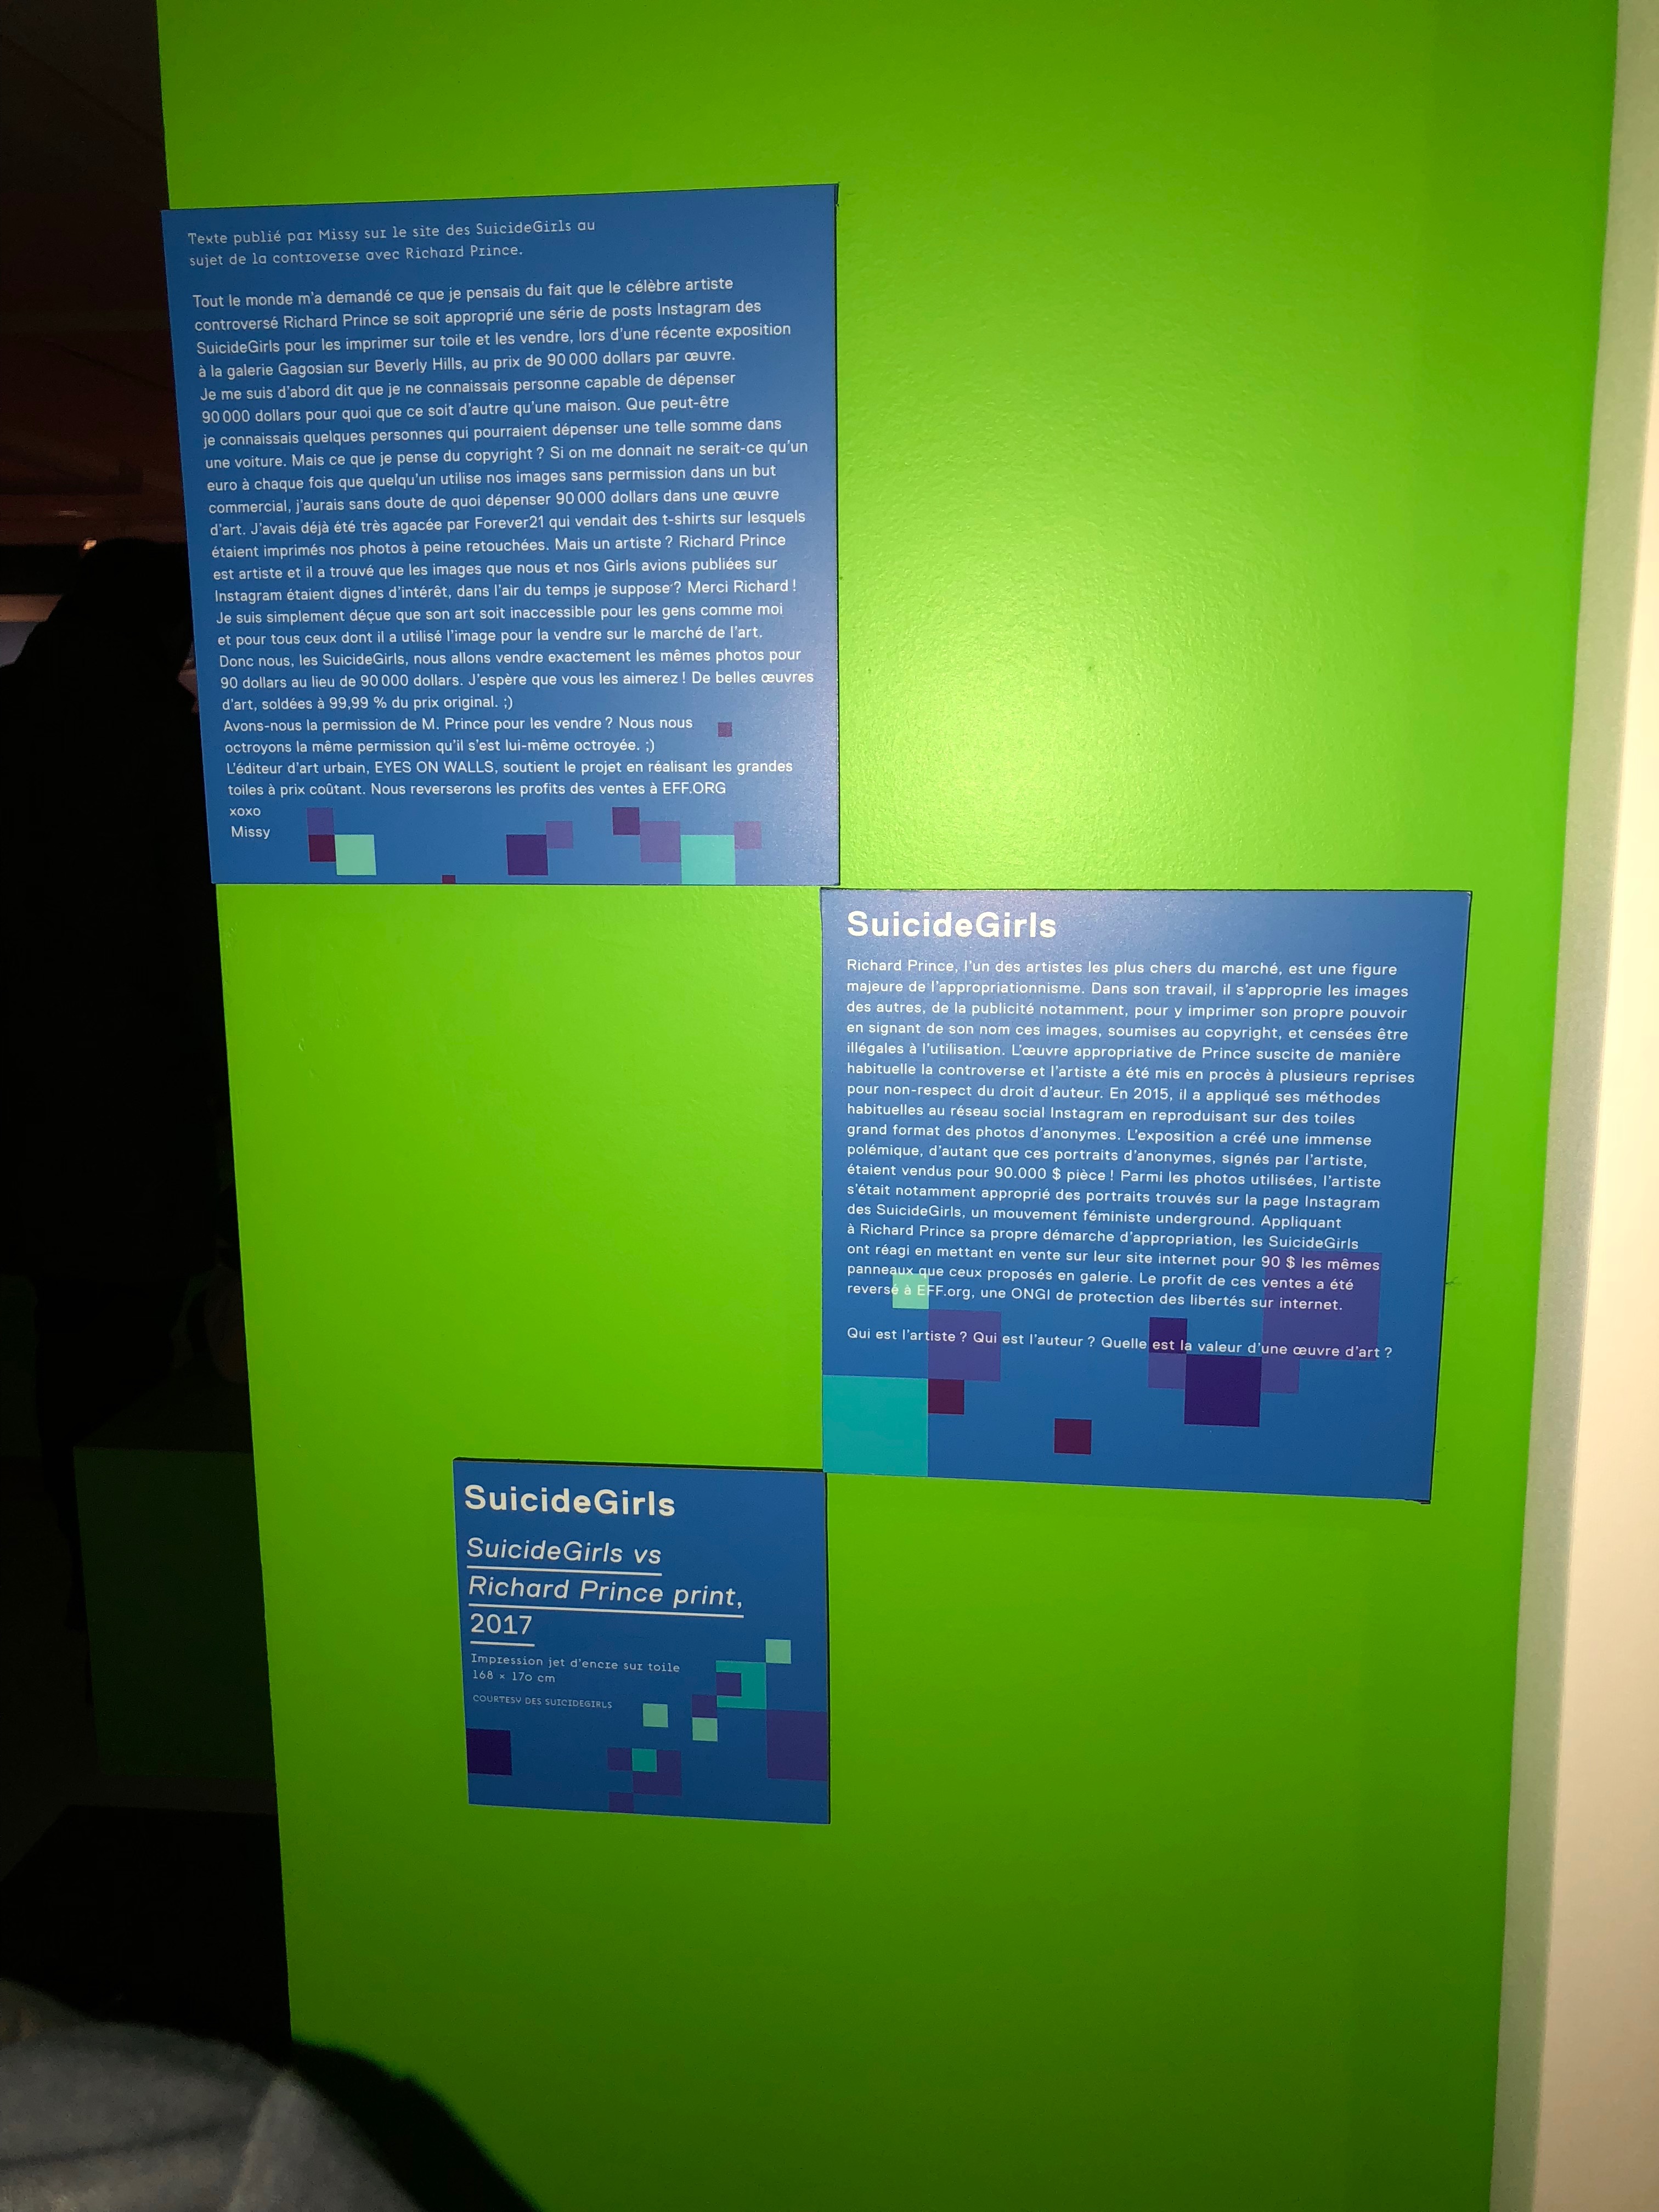 Texte publié par Missy sur le site des SuicideGirls au
sujet de la controverse avec Richard Prince.
Tout le monde m'a demandé ce que je pensais du fait que le célèbre artiste
controversé Richard Prince se soit approprié une série de posts Instagram des
SuicideGirls pour les imprimer sur toile et les vendre, lors d'une récente exposition
à la galerie Gagosian sur Beverly Hills, au prix de 90 000 dollars par œuvre.
Je me suis d'abord dit que je ne connaissais personne capable de dépenser
90 000 dollars pour quoi que ce soit d'autre qu'une maison. Que peut-être
je connaissais quelques personnes qui pourraient dépenser une telle somme dans
une voiture. Mais ce que je pense du copyright ? Si on me donnait ne serait-ce qu'un
euro à chaque fois que quelqu'un utilise nos images sans permission dans un but
commercial, j'aurais sans doute de quoi dépenser 90 000 dollars dans une œuvre
d'art. J'avais déjà été très agacée par Forever21 qui vendait des t-shirts sur lesquels
étaient imprimés nos photos à peine retouchées. Mais un artiste ? Richard Prince
est artiste et il a trouvé que les images que nous et nos Girls avions publiées sur
Instagram étaient dignes d'intérêt, dans l'air du temps je suppose ? Merci Richard !
Je suis simplement déçue que son art soit inaccessible pour les gens comme moi
et pour tous ceux dont il a utilisé l'image pour la vendre sur le marché de l'art.
Donc nous, les SuicideGirls, nous allons vendre exactement les mêmes photos pour
90 dollars au lieu de 90 000 dollars. J'espère que vous les aimerez ! De belles œuvres
d'art, soldées à 99,99 % du prix original. ;)
Avons-nous la permission de M. Prince pour les vendre ? Nous nous
octroyons la même permission qu'il s'est lui-même octroyée. ;)
L'éditeur d'art urbain, EYES ON WALLS, soutient le projet en réalisant les grandes
toiles à prix coûtant. Nous reverserons les profits des ventes à EFF.ORG
xoxo
Missy
SuicideGirls
Richard Prince, l'un des artistes les plus chers du marché, est une figure
majeure de l'appropriationnisme. Dans son travail, il s'approprie les images
des autres, de la publicité notamment, pour y imprimer son propre pouvoir
en signant de son nom ces images, soumises au copyright, et censées être
illégales à l'utilisation. L'œuvre appropriative de Prince suscite de manière
habituelle la controverse et l'artiste a été mis en procès à plusieurs reprises
pour non-respect du droit d'auteur. En 2015, il a appliqué ses méthodes
habituelles au réseau social Instagram en reproduisant sur des toiles
grand format des photos d'anonymes. L'exposition a créé une immense
polémique, d'autant que ces portraits d'anonymes, signés par l'artiste,
étaient vendus pour 90.000 $ pièce ! Parmi les photos utilisées, l'artiste
s'était notamment approprié des portraits trouvés sur la page Instagram
des SuicideGirls, un mouvement féministe underground. Appliquant
à Richard Prince sa propre démarche d'appropriation, les SuicideGirls
ont réagi en mettant en vente sur leur site internet pour 90 $ les mêmes
panneaux que ceux proposés en galerie. Le profit de ces ventes a été
reversé à EFF.org, une ONGI de protection des libertés sur internet.
Qui est l'artiste ? Qui est l'auteur ? Quelle est la valeur d'une œuvre d'art ?
SuicideGirls
SuicideGirls vs
Richard Prince print,
2017
Impression jet d'encre sur toile
168 × 170 cm
COURTESY DES SUICIDEGIRLS